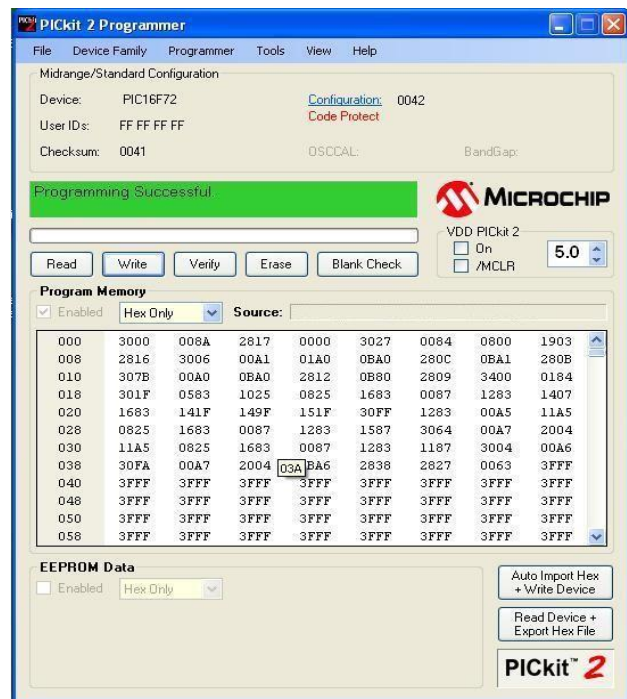 PICkit 2 Programmer
File Device Family Programmer Tools View Help
Midrange/Standard Configuration
Device: PIC16F72 Configuration: 0042
Code Protect
User IDs: FF FF FF FF
Checksum: 0041 OSCCAL: BandGap:
Programming Successful.
MICROCHIP
VDD PICkit 2
On
/MCLR
5.0
Read Write Verify Erase Blank Check
Program Memory
Enabled Hex Only Source:
000 3000 008A 2817 0000 3027 0084 0800 1903
008 2816 3006 00A1 01A0 0BA0 280C 0BA1 280B
010 307B 00A0 0BA0 2812 0B80 2809 3400 0184
018 301F 0583 1025 0825 1683 0087 1283 1407
020 1683 141F 149F 151F 30FF 1283 00A5 11A5
028 0825 1683 0087 1283 1587 3064 00A7 2004
030 11A5 0825 1683 0087 1283 1187 3004 00A6
038 30FA 00A7 2004 03A BA6 2838 2827 0063 3FFF
040 3FFF 3FFF 3FFF 3FFF 3FFF 3FFF 3FFF 3FFF
048 3FFF 3FFF 3FFF 3FFF 3FFF 3FFF 3FFF 3FFF
050 3FFF 3FFF 3FFF 3FFF 3FFF 3FFF 3FFF 3FFF
058 3FFF 3FFF 3FFF 3FFF 3FFF 3FFF 3FFF 3FFF
EEPROM Data
Enabled Hex Only
Auto Import Hex
+ Write Device
Read Device +
Export Hex File
PICkit™ 2